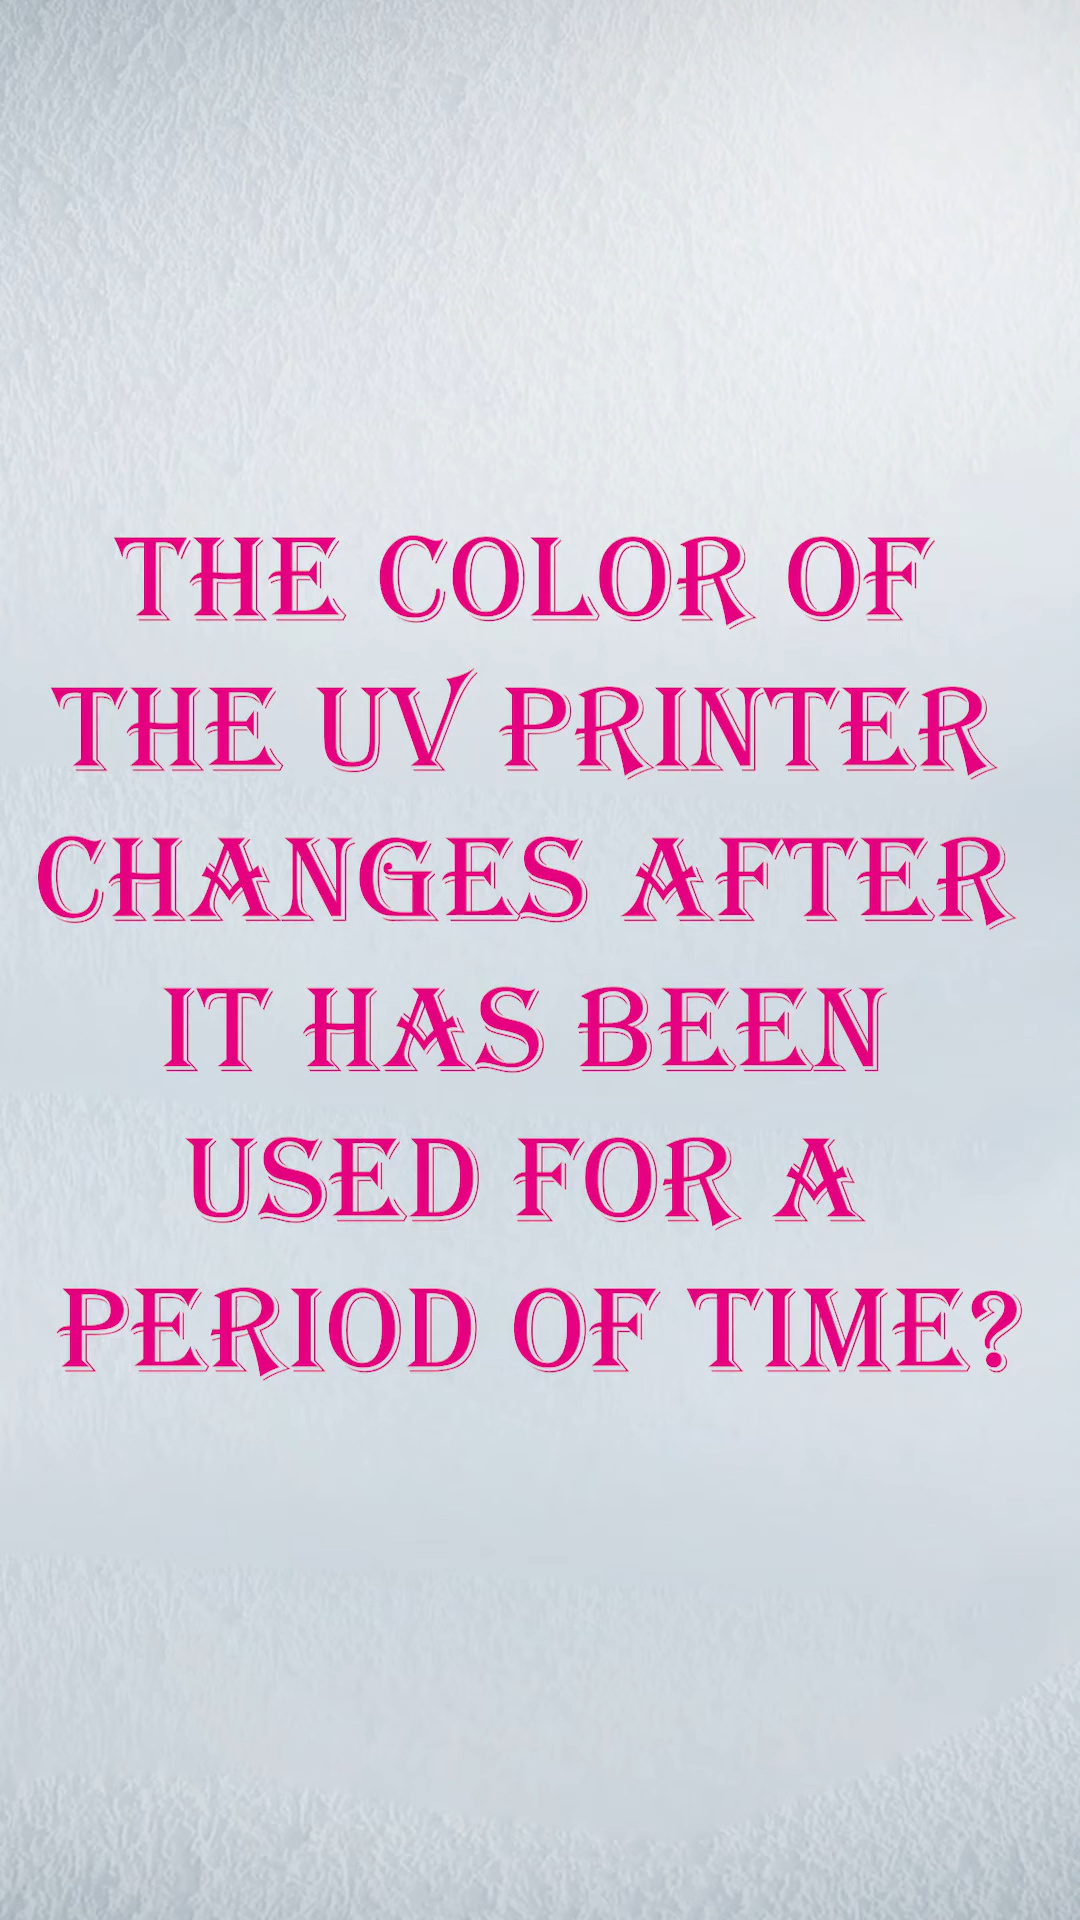 THE COLOR OF
THE UV PRINTER
CHANGES AFTER
IT HAS BEEN
USED FOR A
PERIOD OF TIME?